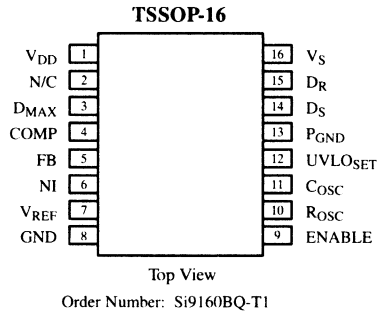 TSSOP-16
VDD 1 16 VS
N/C 2 15 DR
DMAX 3 14 DS
COMP 4 13 PGND
FB 5 12 UVLOSET
NI 6 11 COSC
VREF 7 10 ROSC
GND 8 9 ENABLE
Top View
Order Number: Si9160BQ-T1